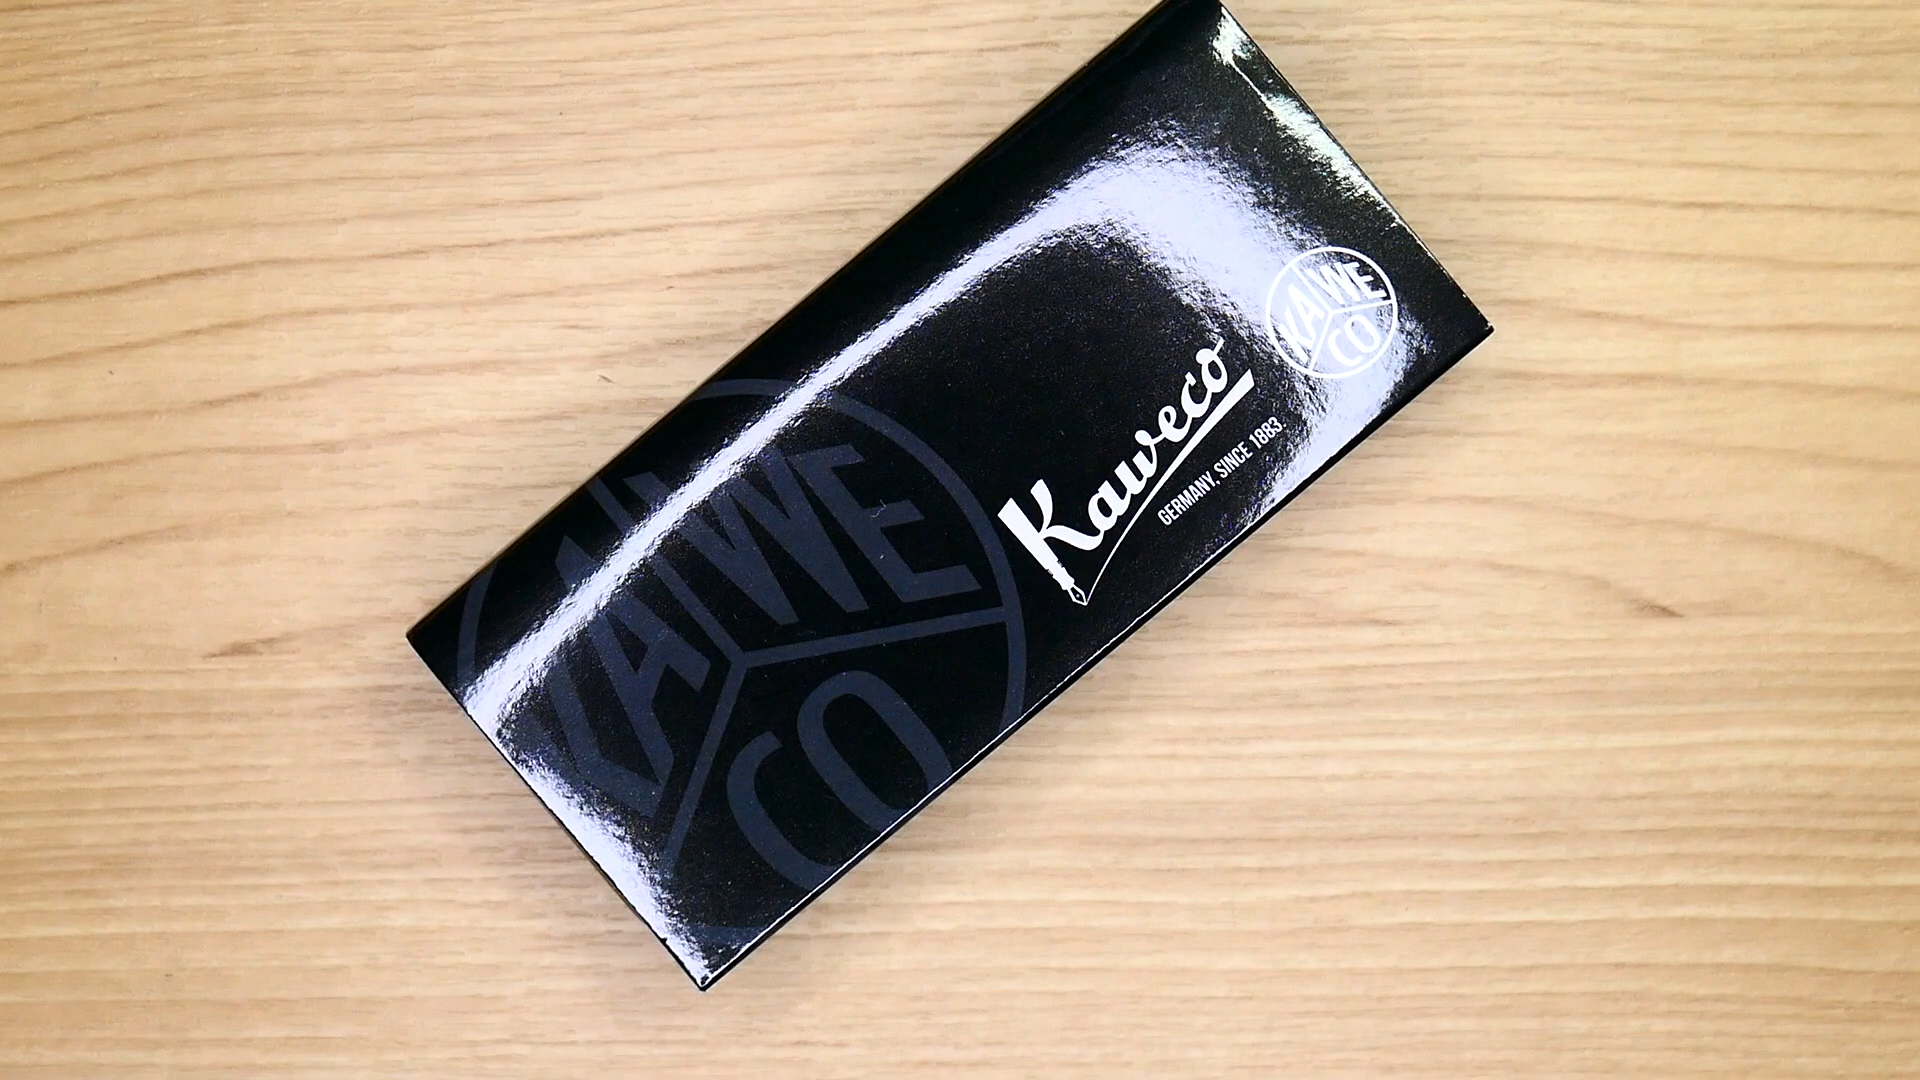 KAWE
CO
Kaweco
GERMANY. SINCE 1883.
KAWE
CO